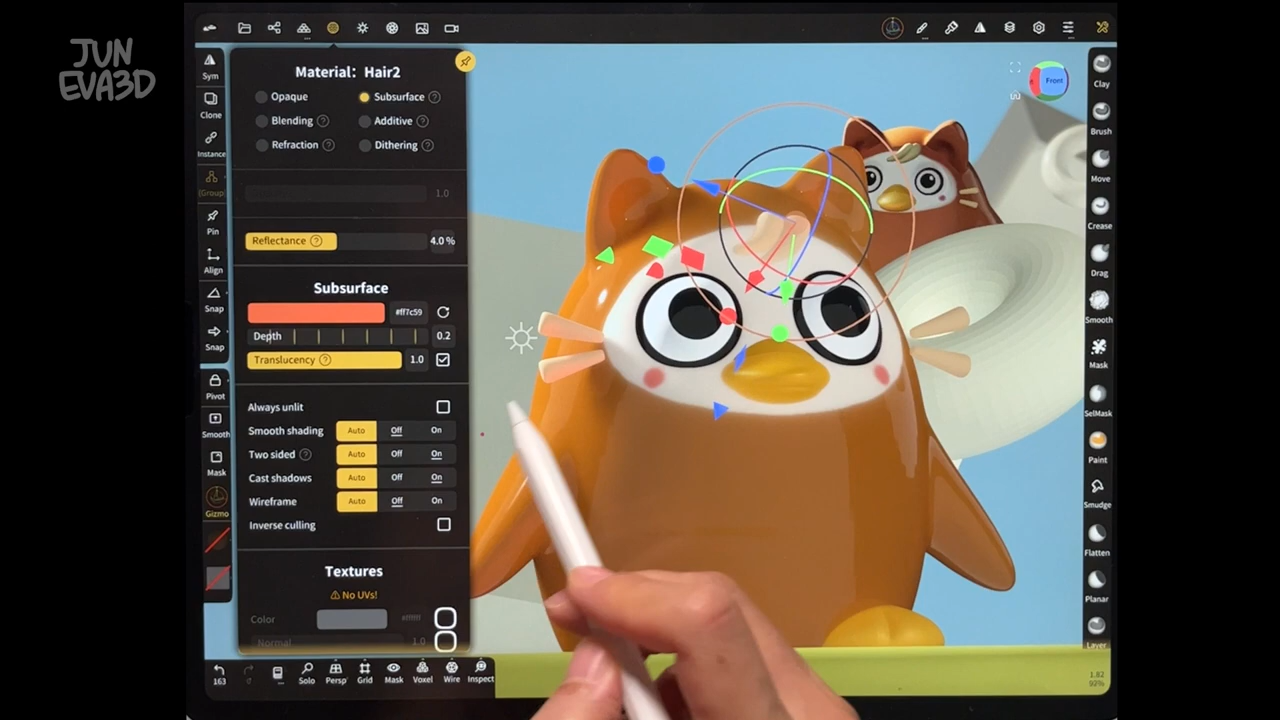 JUN
EVA3D
Material: Hair2
Opaque
Subsurface ?
Blending ?
Additive ?
Refraction ?
Dithering ?
1.0
Reflectance ?
4.0 %
Subsurface
#ff7c59
Depth
0.2
Translucency ?
1.0
Always unlit
Smooth shading Auto Off On
Two sided ? Auto Off On
Cast shadows Auto Off On
Wireframe Auto Off On
Inverse culling
Textures
No UVs!
Color
#ffffff
Normal
1.0
Sym
Clone
Instance
(Group)
Pin
Align
Snap
Snap
Pivot
Smooth
Mask
Gizmo
163
Solo
Persp
Grid
Mask
Voxel
Wire
Inspect
Front
Clay
Brush
Move
Crease
Drag
Smooth
Mask
SelMask
Paint
Smudge
Flatten
Planar
Layer